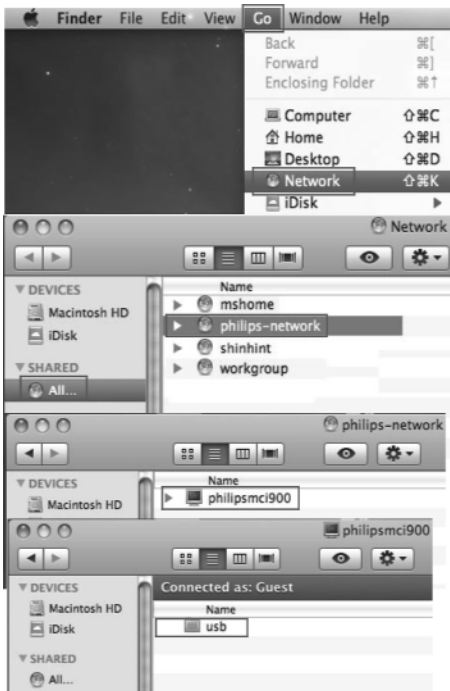 Finder File Edit View Go Window Help
Back ⌘[
Forward ⌘]
Enclosing Folder ⌘↑
Computer ⇧⌘C
Home ⇧⌘H
Desktop ⇧⌘D
Network ⇧⌘K
iDisk
Network
Name
DEVICES
Macintosh HD
iDisk
SHARED
All...
mshome
philips-network
shinhint
workgroup
philips-network
Name
DEVICES
Macintosh HD
philipsmci900
philipsmci900
DEVICES
Macintosh HD
iDisk
SHARED
All...
Connected as: Guest
Name
usb